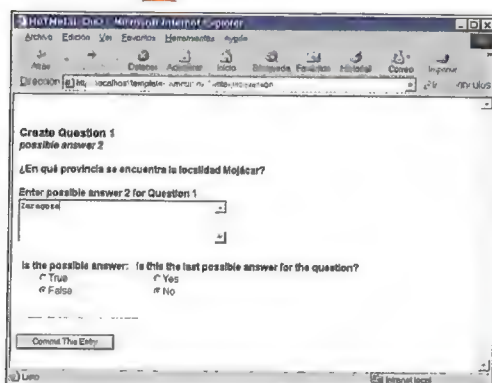 Microsoft Internet Explorer
Archivo Edición Ver Favoritos Herramientas Ayuda
Atrás Detener Actualizar Inicio Búsqueda Favoritos Historial Correo Imprimir
Dirección
Create Question 1
possible answer 2
¿En qué provincia se encuentra la localidad Mojácar?
Enter possible answer 2 for Question 1
Zaragoza
Is the possible answer: Is this the last possible answer for the question?
True Yes
False No
Commit This Entry
Listo Intranet local